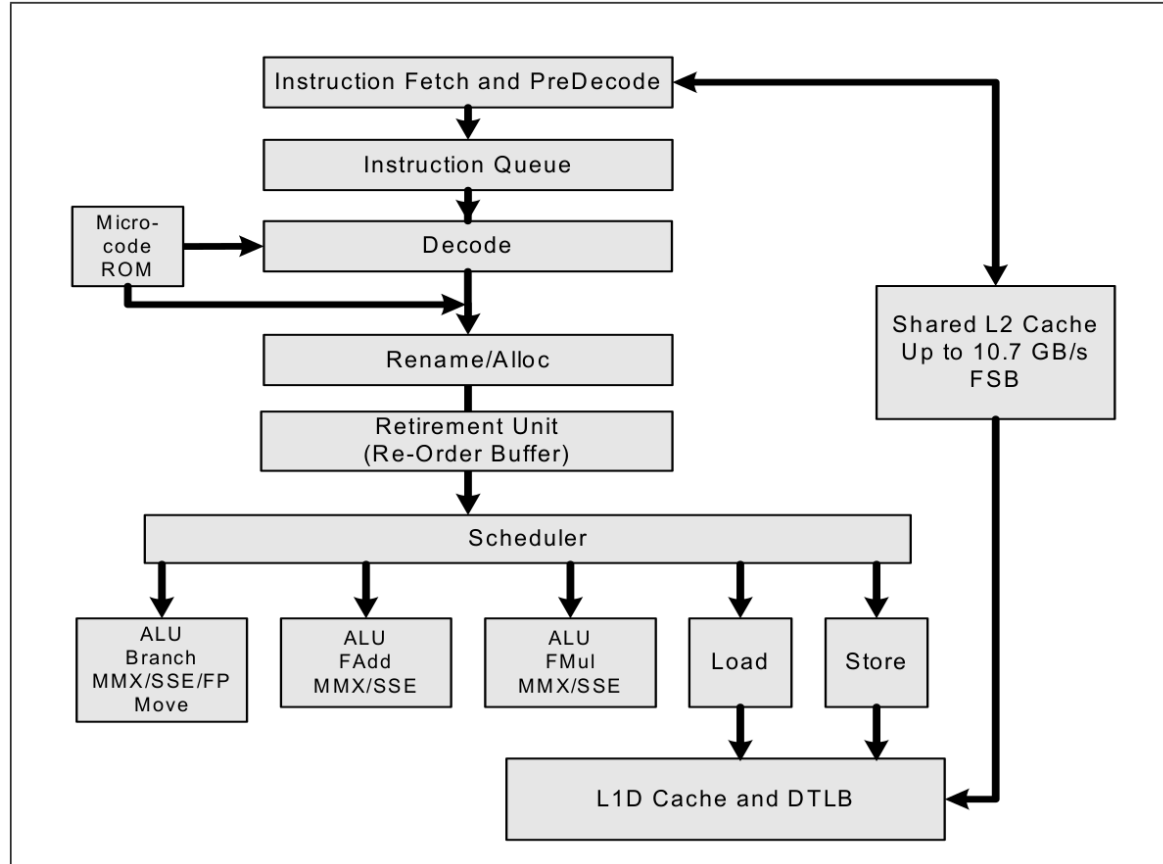 Instruction Fetch and PreDecode
Instruction Queue
Micro-
code
ROM
Decode
Shared L2 Cache
Up to 10.7 GB/s
FSB
Rename/Alloc
Retirement Unit
(Re-Order Buffer)
Scheduler
ALU
Branch
MMX/SSE/FP
Move
ALU
FAdd
MMX/SSE
ALU
FMul
MMX/SSE
Load
Store
L1D Cache and DTLB